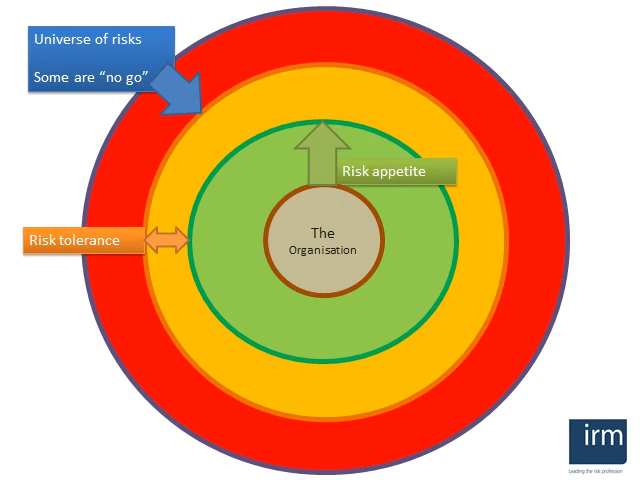 Universe of risks
Some are “no go”
Risk appetite
Risk tolerance
The
Organisation
irm
Leading the risk profession